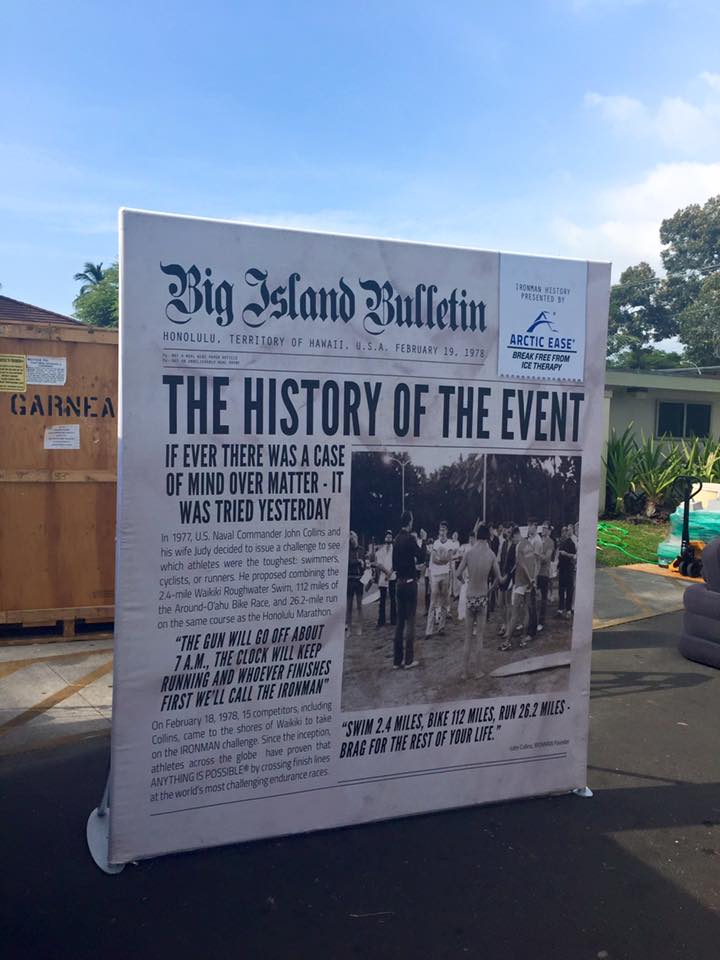 Big Island Bulletin
HONOLULU, TERRITORY OF HAWAII, U.S.A. FEBRUARY 19, 1978
IRONMAN HISTORY
PRESENTED BY
ARCTIC EASE®
BREAK FREE FROM
ICE THERAPY
THE HISTORY OF THE EVENT
IF EVER THERE WAS A CASE
OF MIND OVER MATTER - IT
WAS TRIED YESTERDAY
In 1977, U.S. Naval Commander John Collins and
his wife Judy decided to issue a challenge to see
which athletes were the toughest: swimmers,
cyclists, or runners. He proposed combining the
2.4-mile Waikiki Roughwater Swim, 112 miles of
the Around-O'ahu Bike Race, and 26.2-mile run
on the same course as the Honolulu Marathon.
"THE GUN WILL GO OFF ABOUT
7 A.M., THE CLOCK WILL KEEP
RUNNING AND WHOEVER FINISHES
FIRST WE'LL CALL THE IRONMAN"
On February 18, 1978, 15 competitors, including
Collins, came to the shores of Waikiki to take
on the IRONMAN challenge. Since the inception,
athletes across the globe have proven that
ANYTHING IS POSSIBLE® by crossing finish lines
at the world's most challenging endurance races.
"SWIM 2.4 MILES, BIKE 112 MILES, RUN 26.2 MILES -
BRAG FOR THE REST OF YOUR LIFE."
-John Collins, IRONMAN Founder
GARNEA